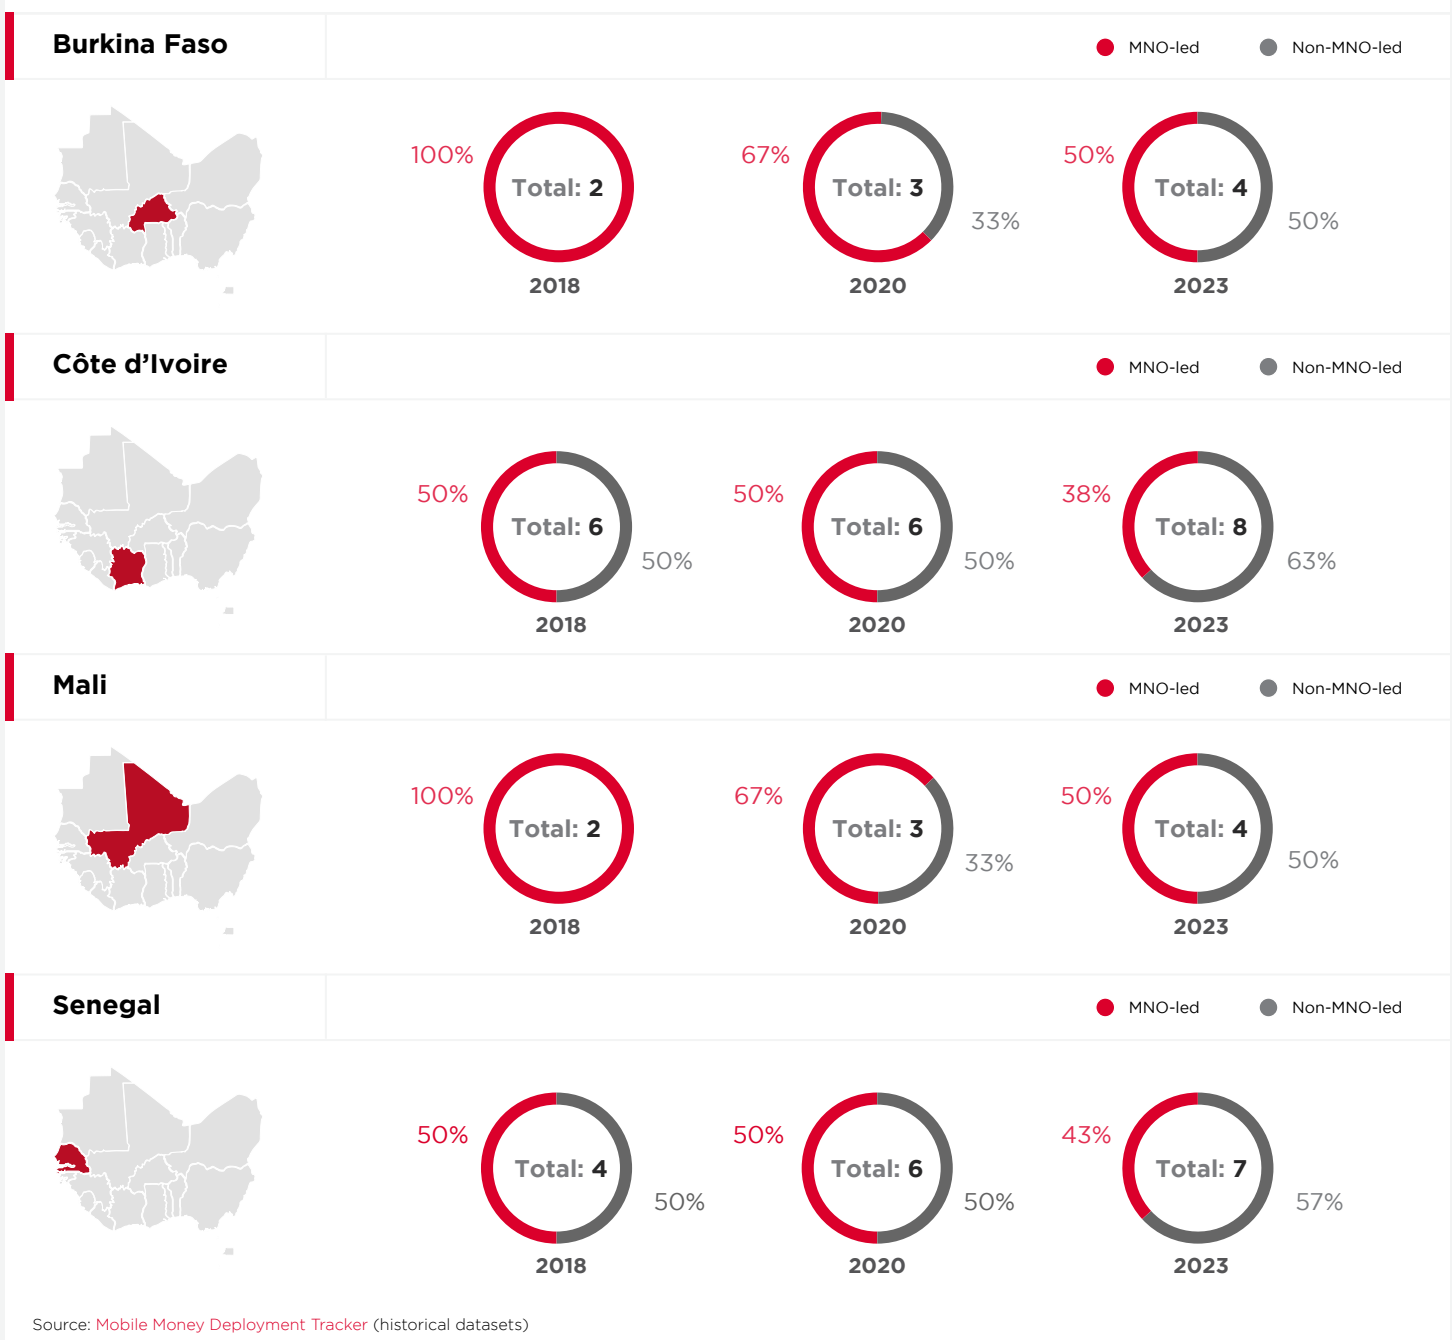 Burkina Faso
MNO-led
Non-MNO-led
100%
Total: 2
2018
67%
Total: 3
33%
2020
50%
Total: 4
50%
2023
Côte d’Ivoire
MNO-led
Non-MNO-led
50%
Total: 6
50%
2018
50%
Total: 6
50%
2020
38%
Total: 8
63%
2023
Mali
MNO-led
Non-MNO-led
100%
Total: 2
2018
67%
Total: 3
33%
2020
50%
Total: 4
50%
2023
Senegal
MNO-led
Non-MNO-led
50%
Total: 4
50%
2018
50%
Total: 6
50%
2020
43%
Total: 7
57%
2023
Source: Mobile Money Deployment Tracker (historical datasets)